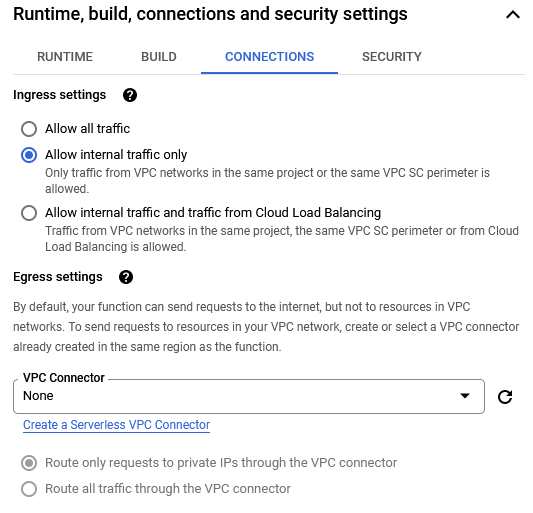 Runtime, build, connections and security settings
RUNTIME BUILD CONNECTIONS SECURITY
Ingress settings ?
Allow all traffic
Allow internal traffic only
Only traffic from VPC networks in the same project or the same VPC SC perimeter is
allowed.
Allow internal traffic and traffic from Cloud Load Balancing
Traffic from VPC networks in the same project, the same VPC SC perimeter or from Cloud
Load Balancing is allowed.
Egress settings ?
By default, your function can send requests to the internet, but not to resources in VPC
networks. To send requests to resources in your VPC network, create or select a VPC connector
already created in the same region as the function.
VPC Connector
None
Create a Serverless VPC Connector
Route only requests to private IPs through the VPC connector
Route all traffic through the VPC connector